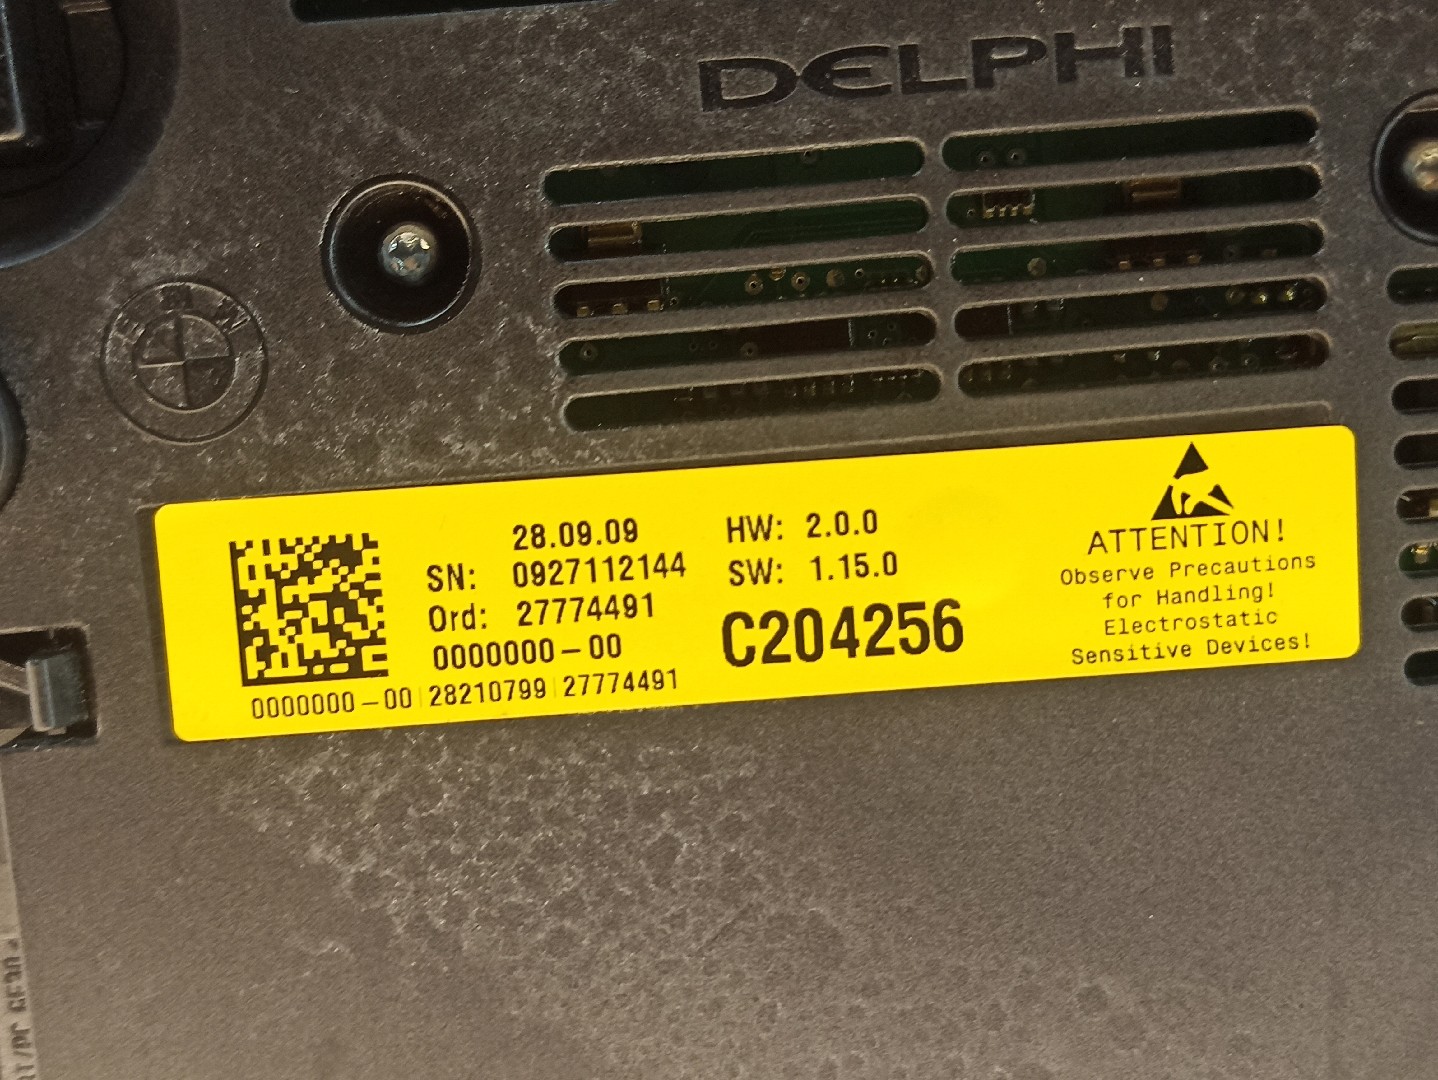 DELPHI
BMW
28.09.09
SN: 0927112144
Ord: 27774491
0000000-00
0000000-00 28210799 27774491
HW: 2.0.0
SW: 1.15.0
C204256
ATTENTION!
Observe Precautions
for Handling!
Electrostatic
Sensitive Devices!